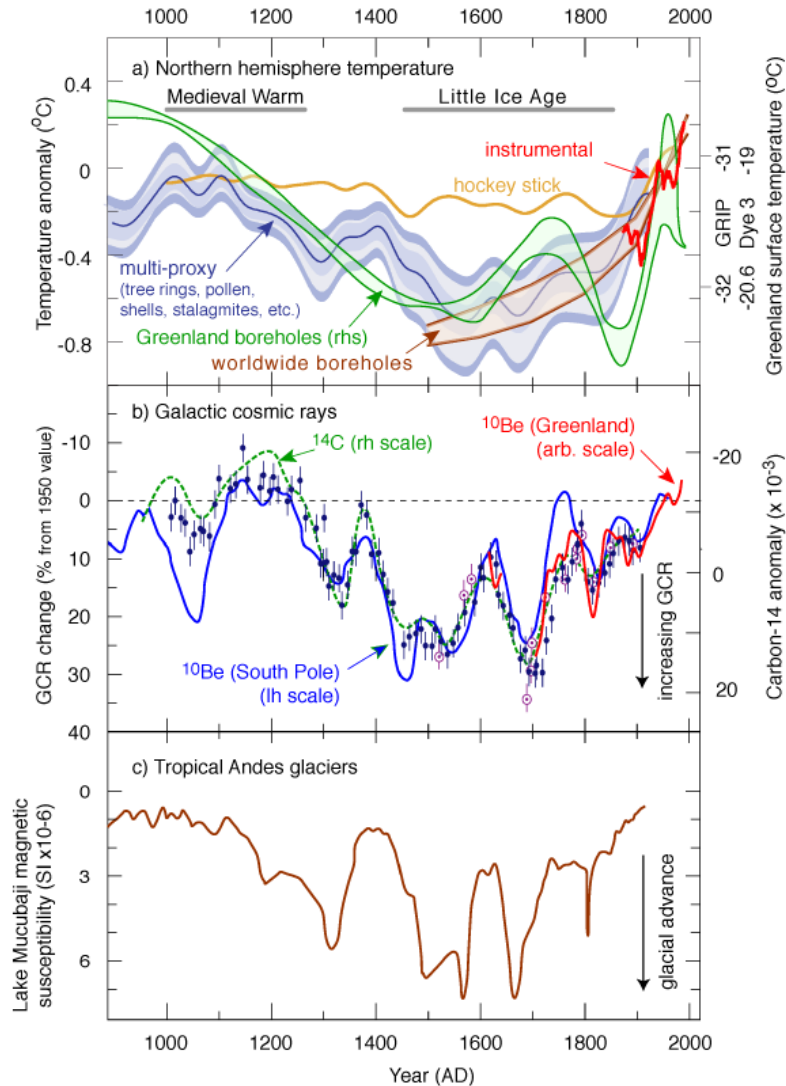 1000 1200 1400 1600 1800 2000
a) Northern hemisphere temperature
Medieval Warm
Little Ice Age
0.4
0
-0.4
-0.8
Temperature anomaly (°C)
instrumental
hockey stick
multi-proxy
(tree rings, pollen,
shells, stalagmites, etc.)
Greenland boreholes (rhs)
worldwide boreholes
-31
-32
GRIP
-19
-20.6
Dye 3
Greenland surface temperature (°C)
b) Galactic cosmic rays
-10
0
10
20
30
40
GCR change (% from 1950 value)
14C (rh scale)
10Be (Greenland)
(arb. scale)
10Be (South Pole)
(lh scale)
increasing GCR
-20
0
20
Carbon-14 anomaly (x 10-3)
c) Tropical Andes glaciers
0
3
6
Lake Mucubaji magnetic
susceptibility (SI x10-6)
glacial advance
1000 1200 1400 1600 1800 2000
Year (AD)